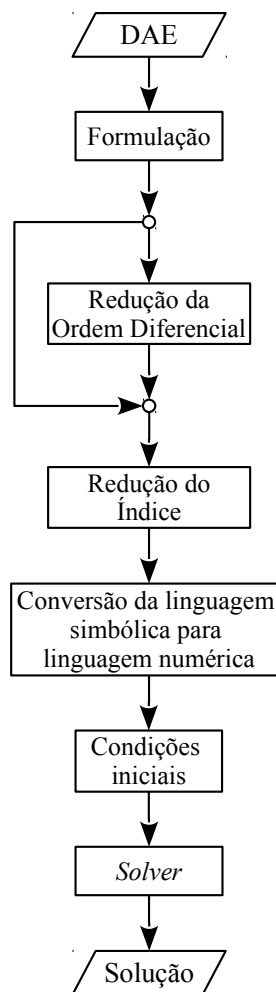 DAE
Formulação
Redução da
Ordem Diferencial
Redução do
Índice
Conversão da linguagem
simbólica para
linguagem numérica
Condições
iniciais
Solver
Solução